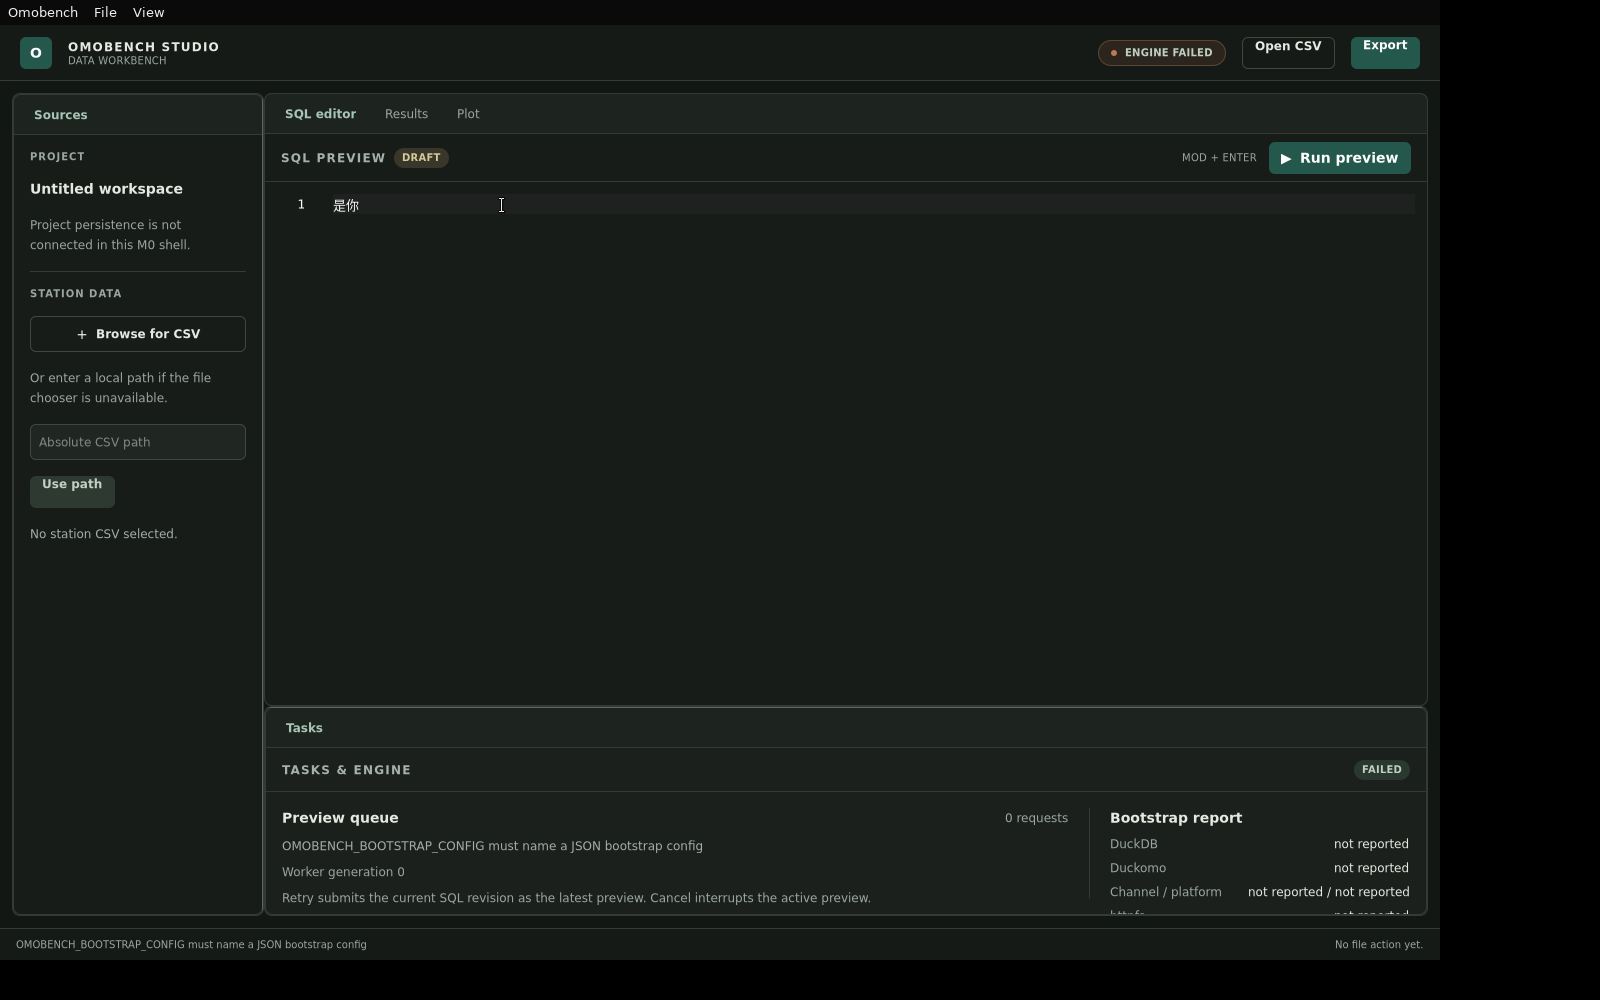 Omobench File View
O
OMOBENCH STUDIO
DATA WORKBENCH
ENGINE FAILED
Open CSV
Export
Sources
PROJECT
Untitled workspace
Project persistence is not
connected in this M0 shell.
STATION DATA
+ Browse for CSV
Or enter a local path if the file
chooser is unavailable.
Absolute CSV path
Use path
No station CSV selected.
SQL editor Results Plot
SQL PREVIEW DRAFT
MOD + ENTER
▶ Run preview
1 是你
Tasks
TASKS & ENGINE
FAILED
Preview queue
0 requests
OMOBENCH_BOOTSTRAP_CONFIG must name a JSON bootstrap config
Worker generation 0
Retry submits the current SQL revision as the latest preview. Cancel interrupts the active preview.
Bootstrap report
DuckDB not reported
Duckomo not reported
Channel / platform not reported / not reported
OMOBENCH_BOOTSTRAP_CONFIG must name a JSON bootstrap config
No file action yet.